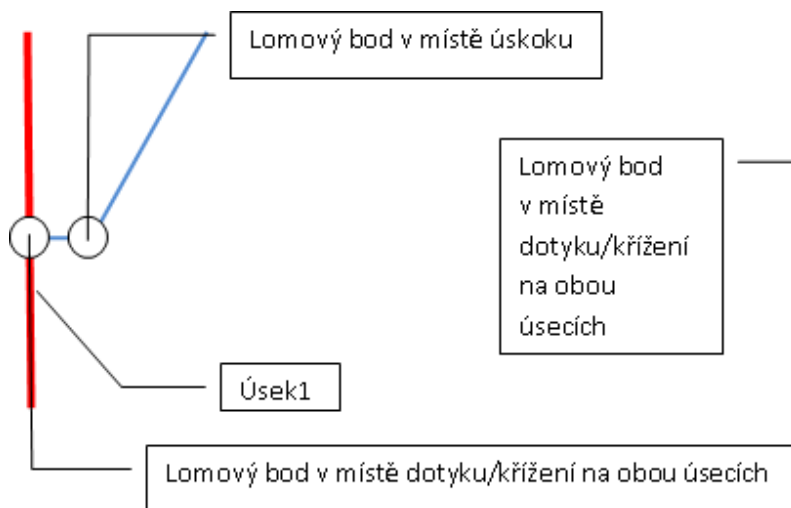 Lomový bod v místě úskoku
Lomový bod
v místě
dotyku/křížení
na obou
úsecích
Úsek1
Lomový bod v místě dotyku/křížení na obou úsecích